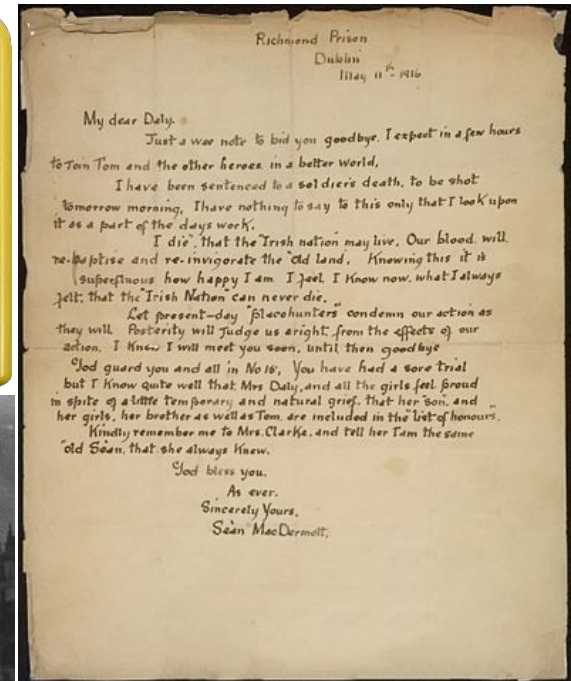 Richmond Prison
Dublin
May 11th - 1916
My dear Daly.
Just a wee note to bid you goodbye. I expect in a few hours
to Join Tom and the other heroes. in a better world,
I have been sentenced to a soldier's death. to be shot
tomorrow morning, I have nothing to say to this only that I look upon
it as a part of the days work.
I die", that the "Irish nation" may live. Our blood will
re-baptise and re-invigorate the "old land. Knowing this it is
superfluous how happy I am. I feel I Know now. what I always
felt. that the "Irish Nation" can never die.
Let present-day "placehunters" condemn our action as
they will. Posterity will Judge us aright from the effects of our
action. I Know I will meet you soon, until then goodbye
God guard you and all in No 15. You have had a sore trial
but I Know quite well that Mrs Daly, and all the girls feel proud
in spite of a little temporary and natural grief. that her son. and
her girls, her brother as well as Tom. are included in the "list of honours".
Kindly remember me to Mrs. Clarke. and tell her I am the same
"old Seán. that she always Knew.
God bless you.
As ever.
Sincerely Yours,
Seán MacDermott.